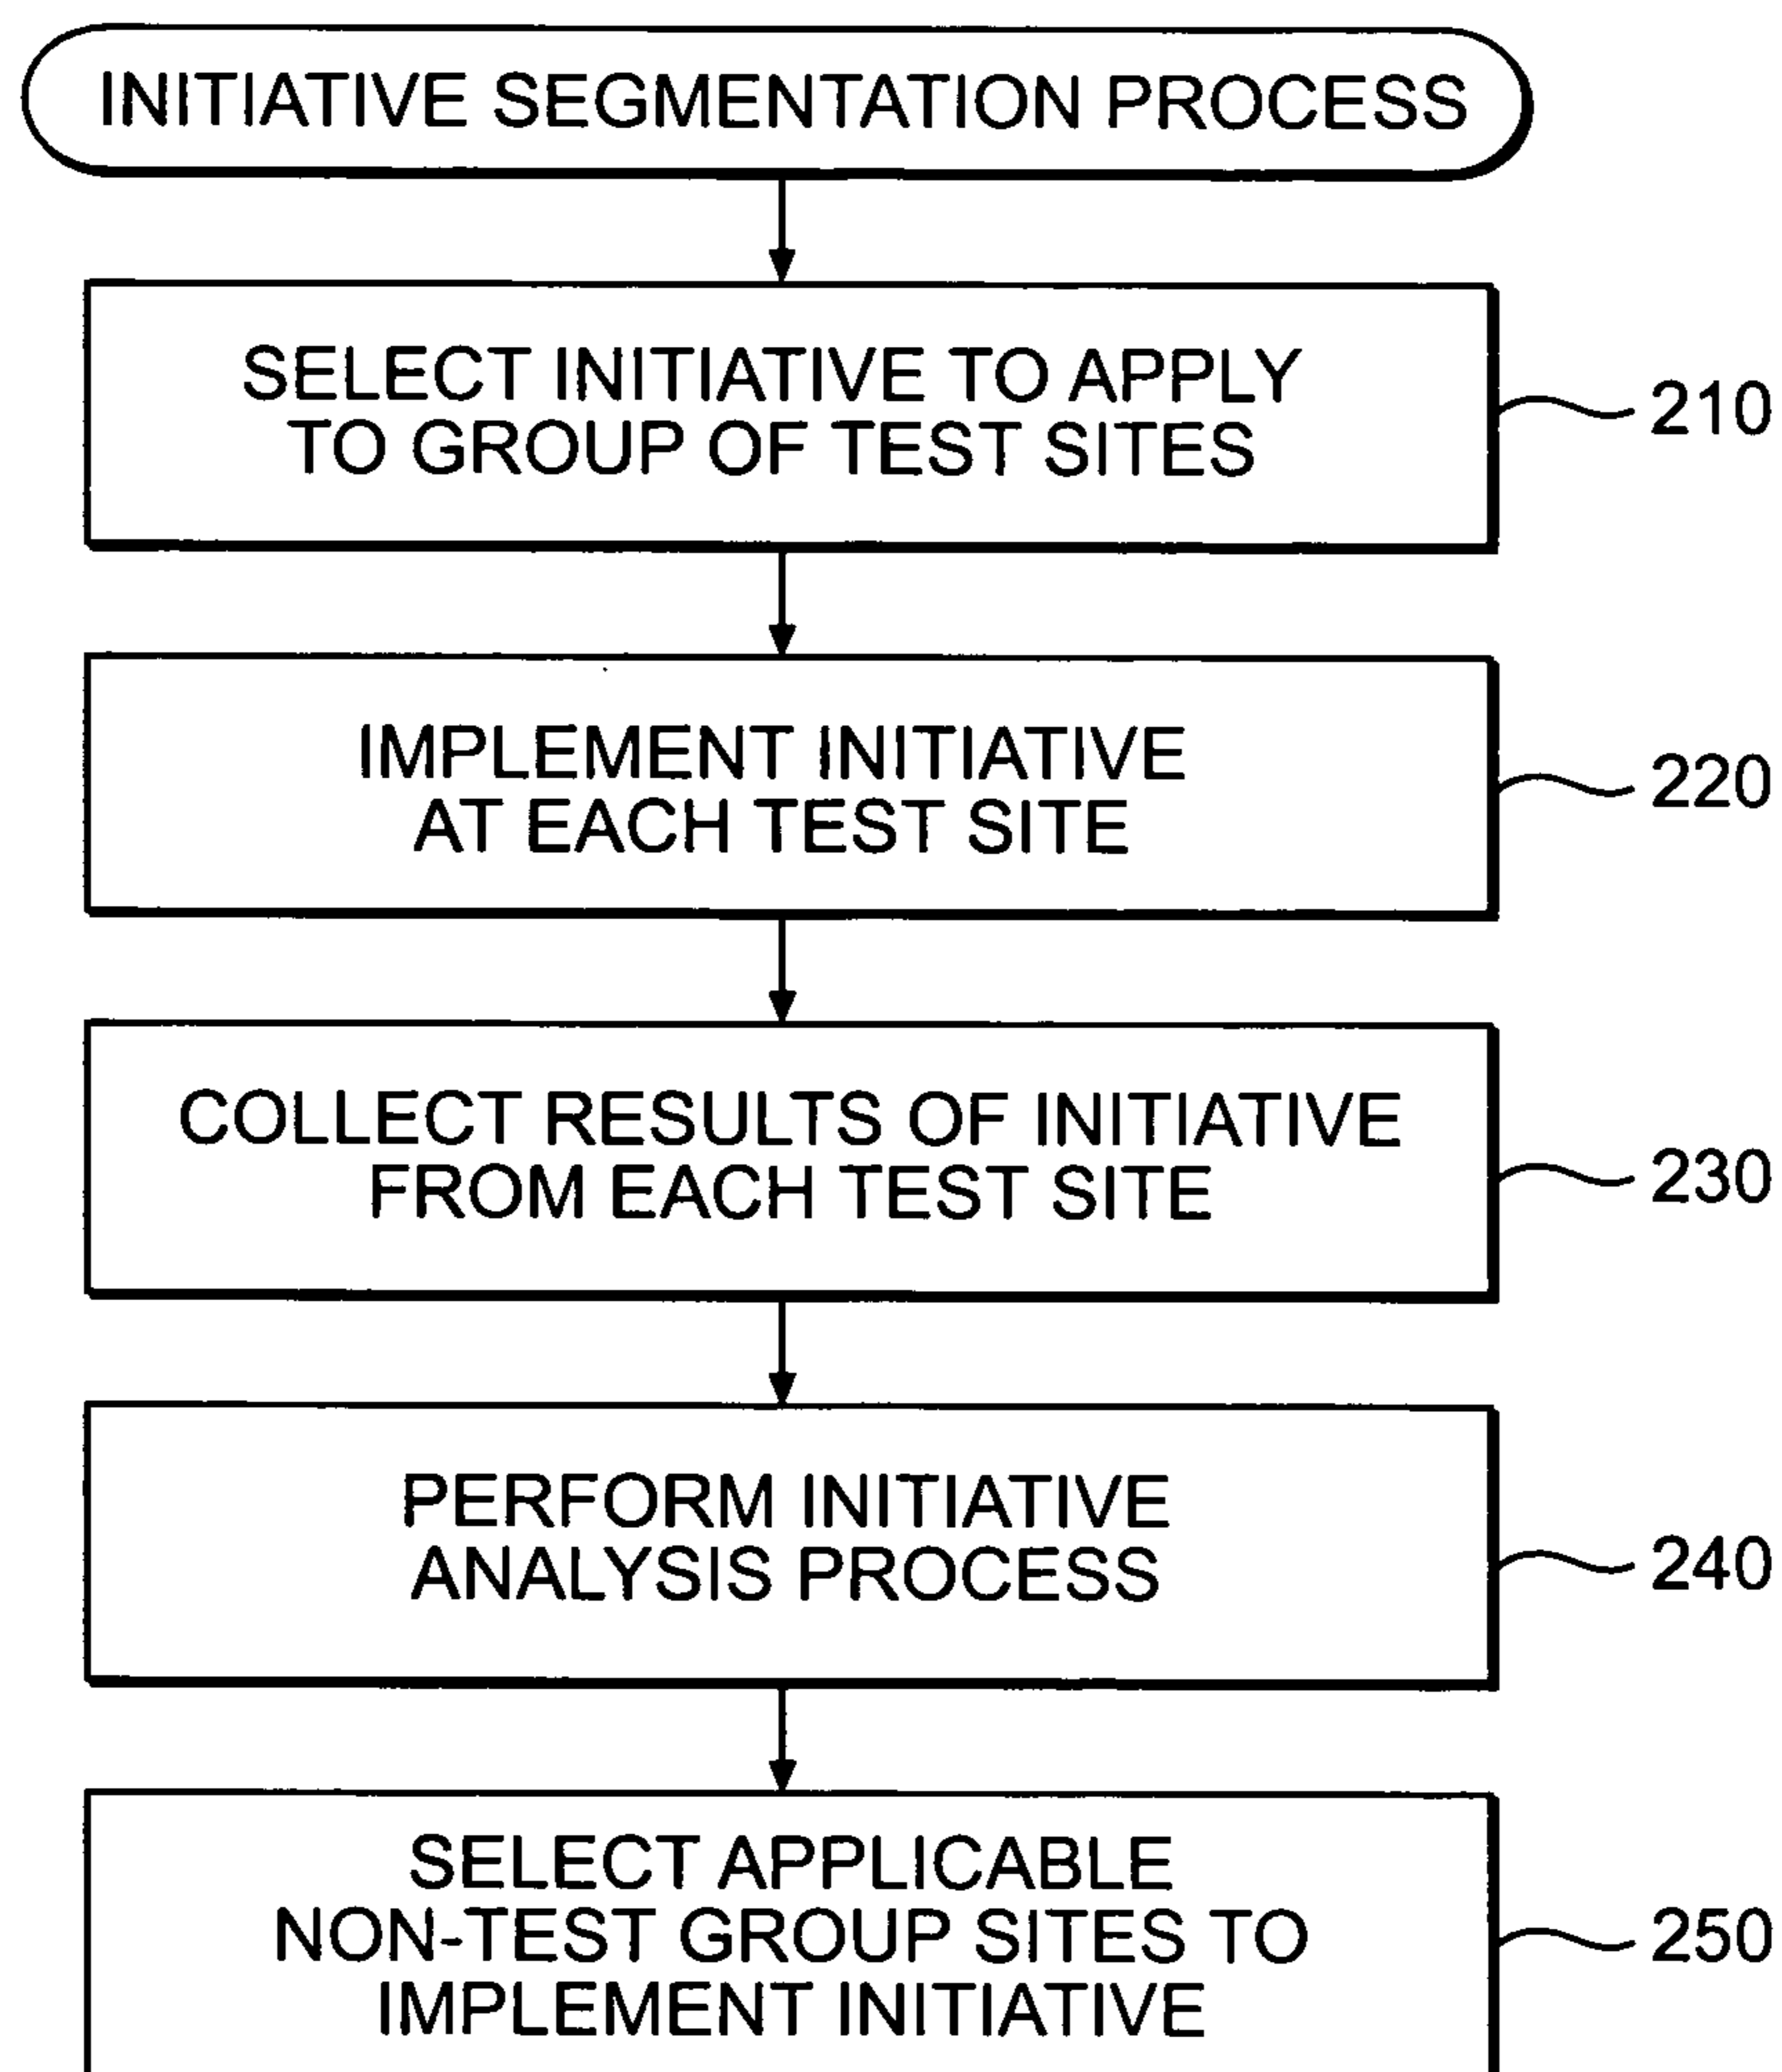 INITIATIVE SEGMENTATION PROCESS
SELECT INITIATIVE TO APPLY
TO GROUP OF TEST SITES
210
IMPLEMENT INITIATIVE
AT EACH TEST SITE
220
COLLECT RESULTS OF INITIATIVE
FROM EACH TEST SITE
230
PERFORM INITIATIVE
ANALYSIS PROCESS
240
SELECT APPLICABLE
NON-TEST GROUP SITES TO
IMPLEMENT INITIATIVE
250